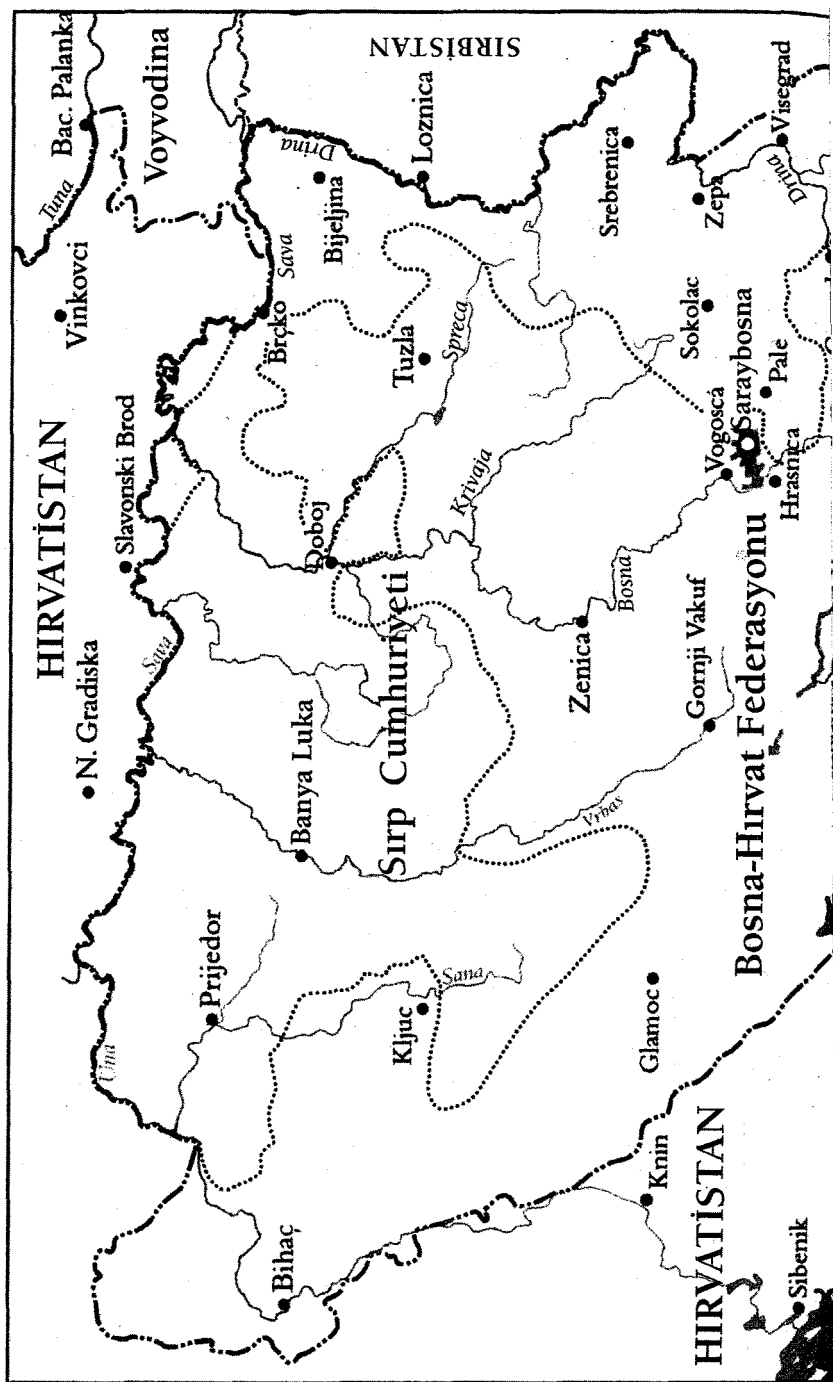 HIRVATİSTAN
N. Gradiska
Slavonski Brod
Vinkovci
Tuna
Bac. Palanka
Voyvodina
Una
Sava
Sava
Prijedor
Banya Luka
Doboj
Brčko
Bijeljina
Drina
SIRBİSTAN
Loznica
Bihaç
Sırp Cumhuriyeti
Kljuc
Sana
Tuzla
Spreca
Krivaja
Zenica
Bosna
Vrbas
Srebrenica
Zepa
Sokolac
Visegrad
Drina
Glamoc
Gornji Vakuf
Vogosca
Saraybosna
Pale
Hrasnica
Bosna-Hırvat Federasyonu
Knin
HIRVATİSTAN
Sibenik